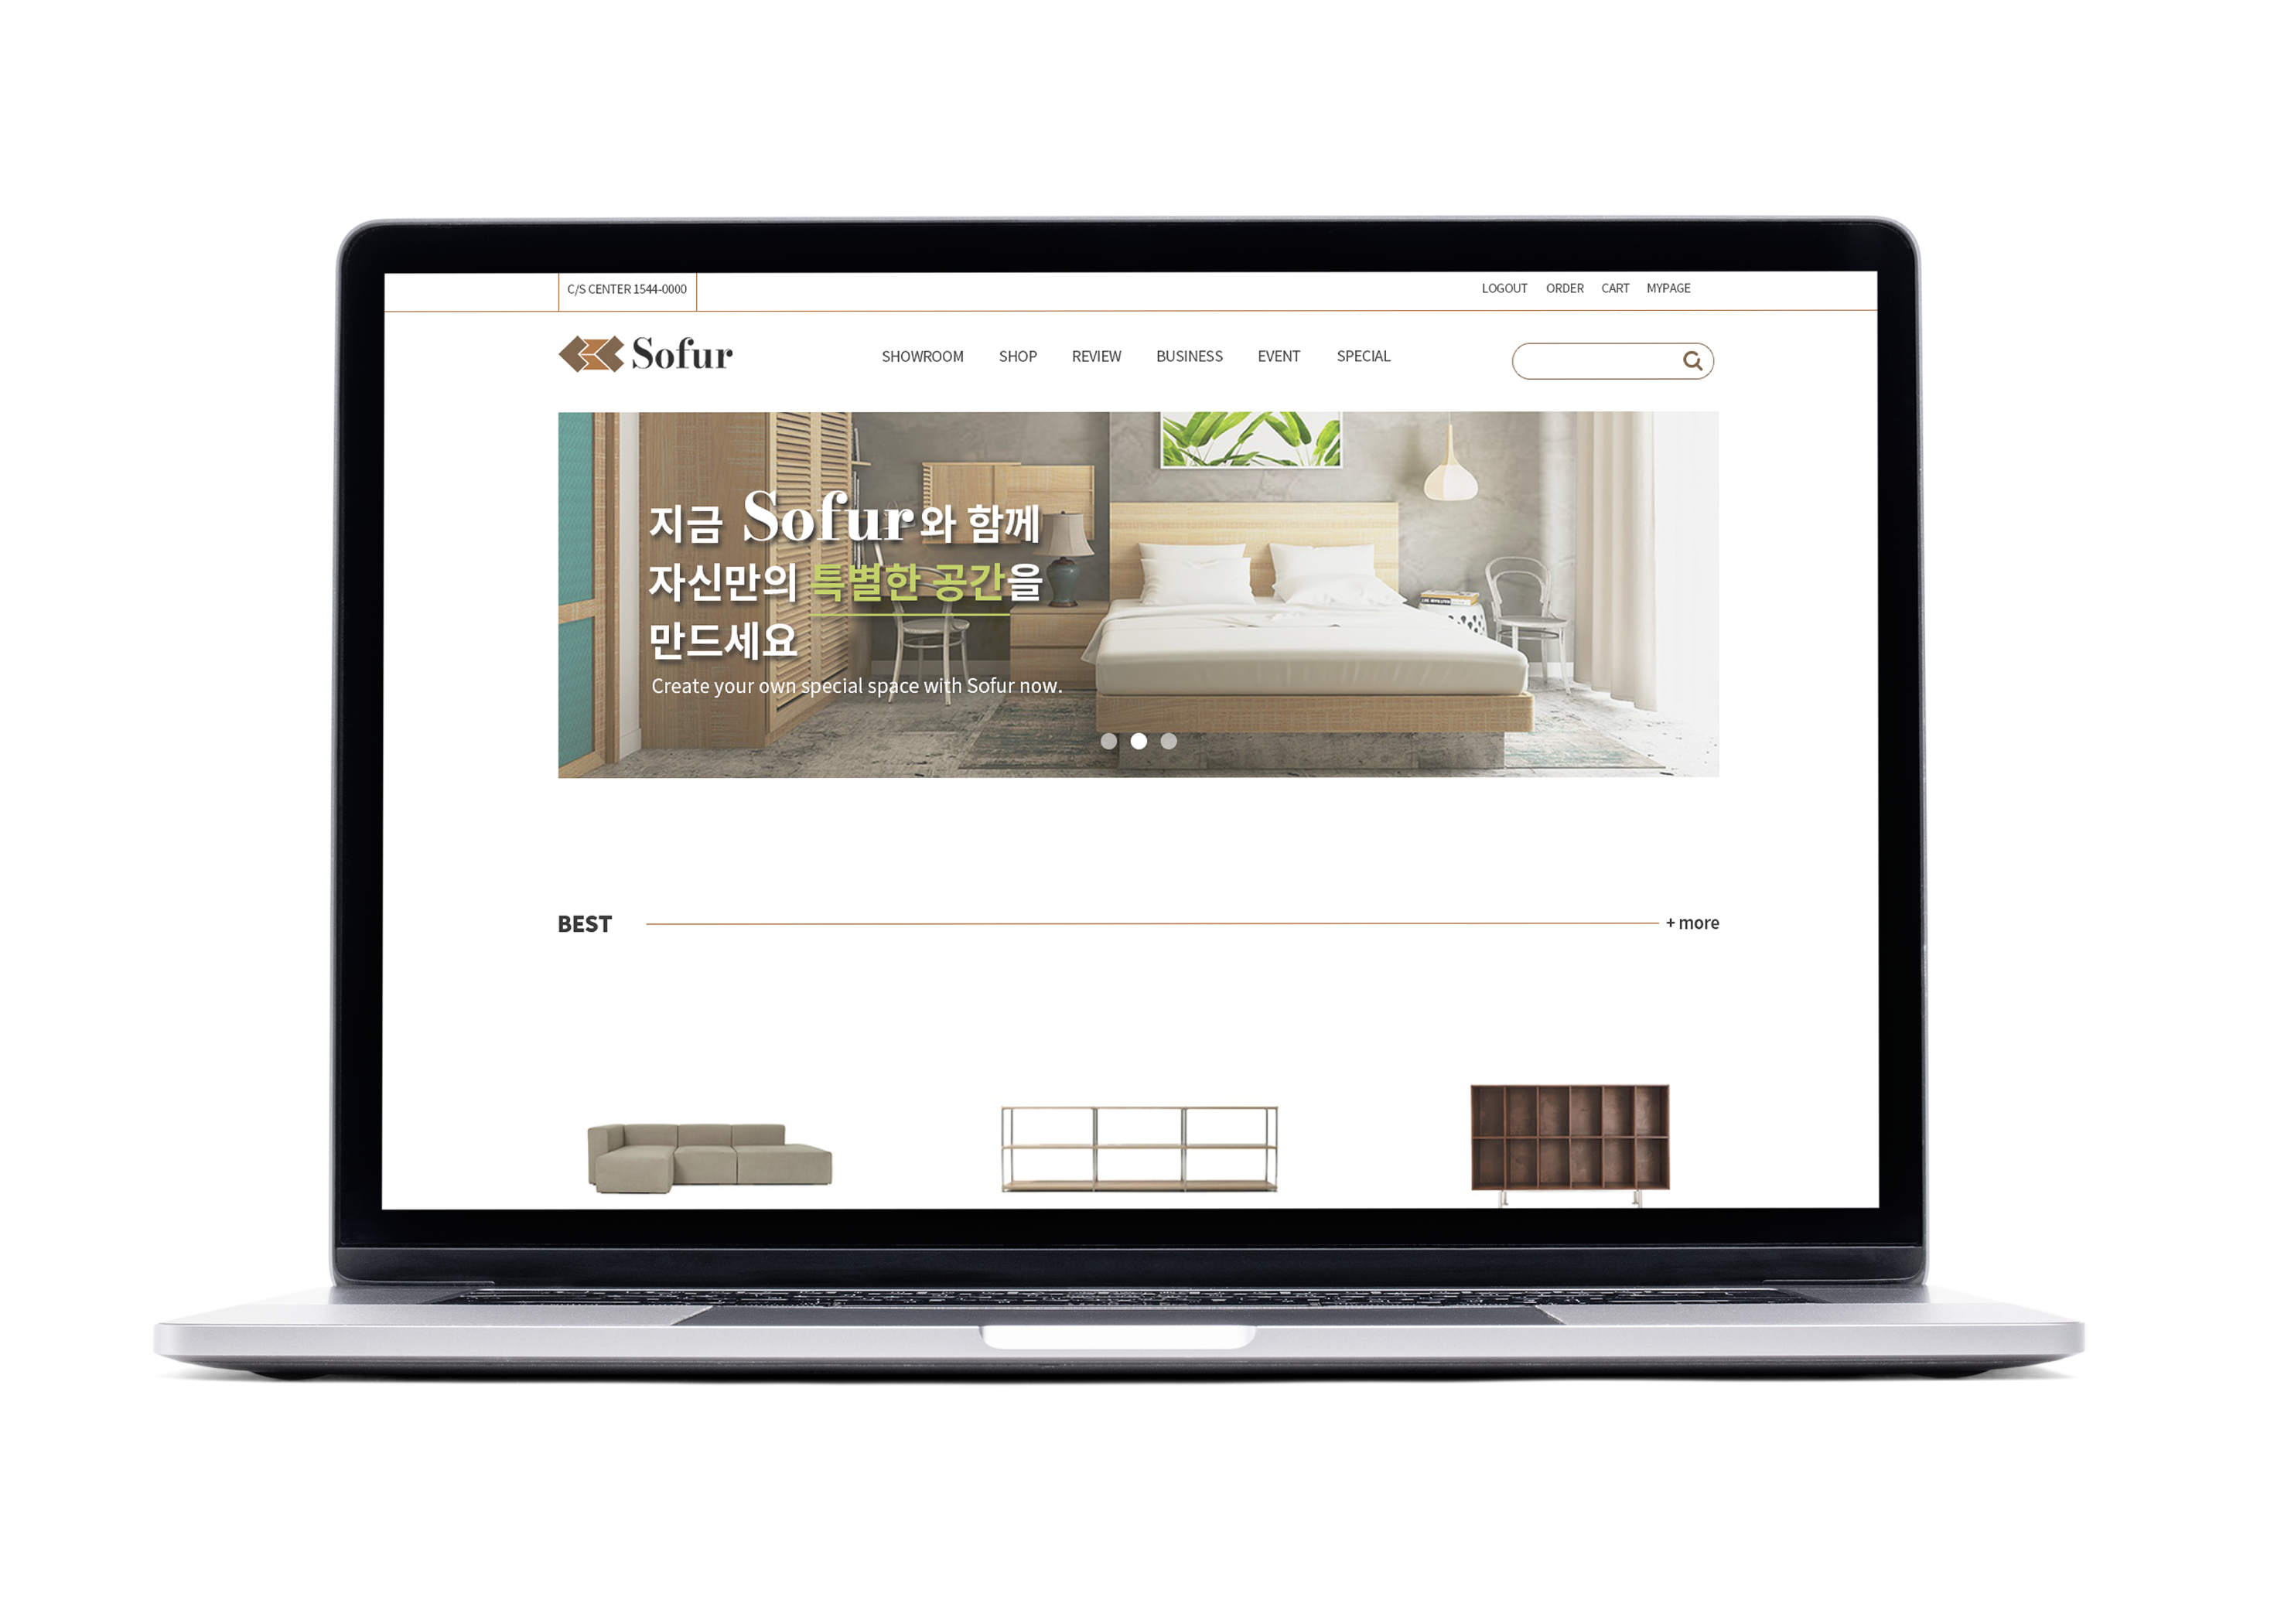 C/S CENTER 1544-0000
LOGOUT ORDER CART MYPAGE
Sofur
SHOWROOM SHOP REVIEW BUSINESS EVENT SPECIAL
지금 Sofur와 함께
자신만의 특별한 공간을
만드세요
Create your own special space with Sofur now.
BEST
+ more